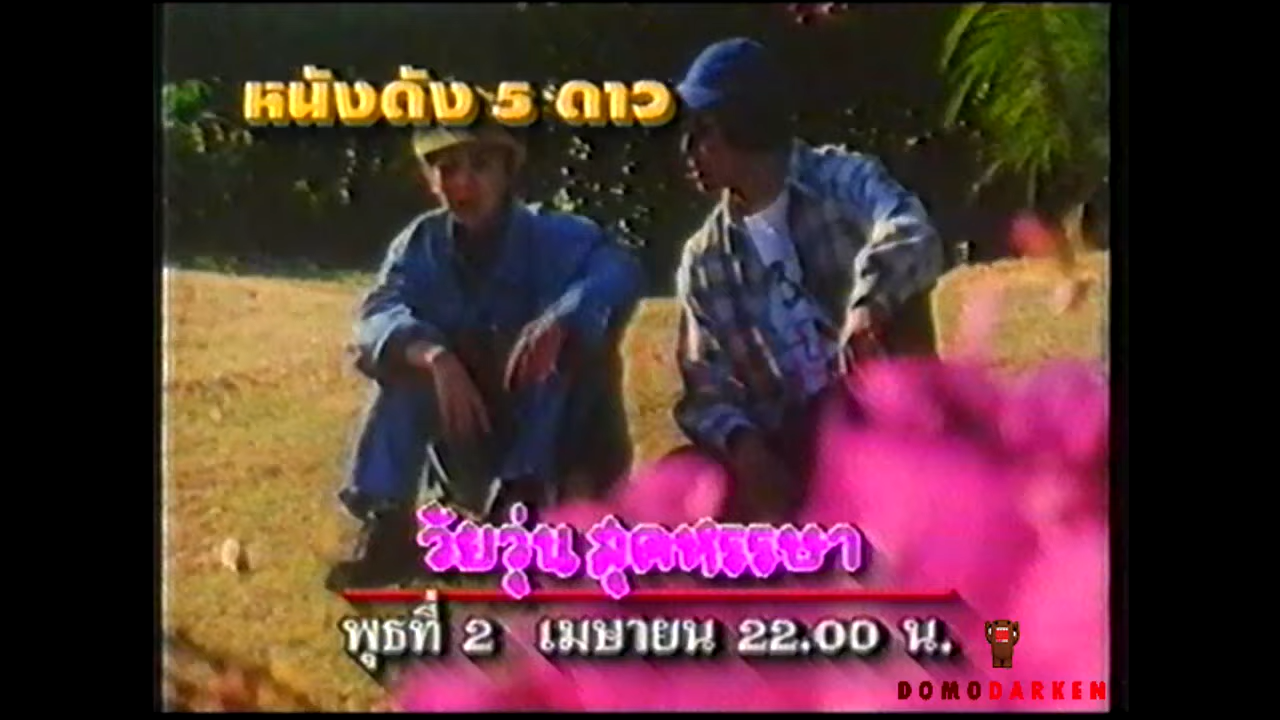 หนังดัง 5 ดาว
วัยวุ่น สุดหรรษา
พุธที่ 2 เมษายน 22.00 น.
DOMODARKEN